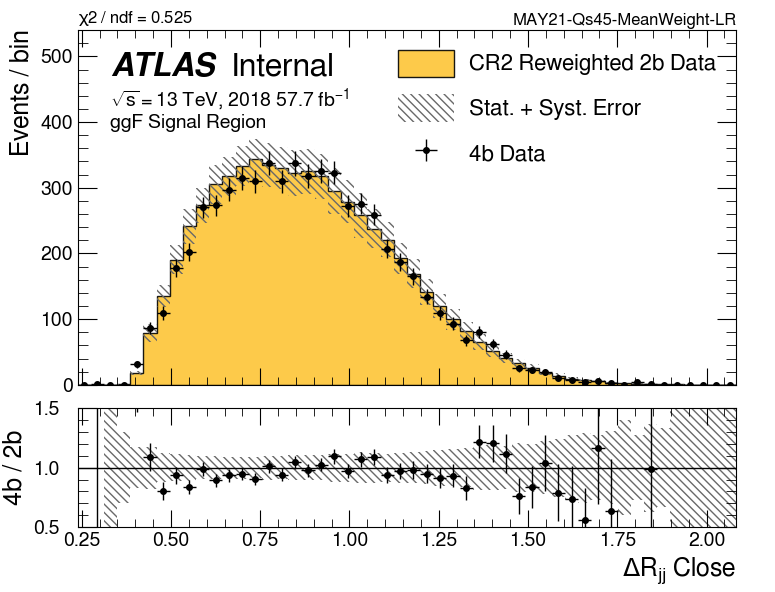 χ2 / ndf = 0.525
MAY21-Qs45-MeanWeight-LR
Events / bin
500
400
300
200
100
0
ATLAS Internal
√s = 13 TeV, 2018 57.7 fb−1
ggF Signal Region
CR2 Reweighted 2b Data
Stat. + Syst. Error
4b Data
4b / 2b
1.5
1.0
0.5
0.25 0.50 0.75 1.00 1.25 1.50 1.75 2.00
ΔRjj Close